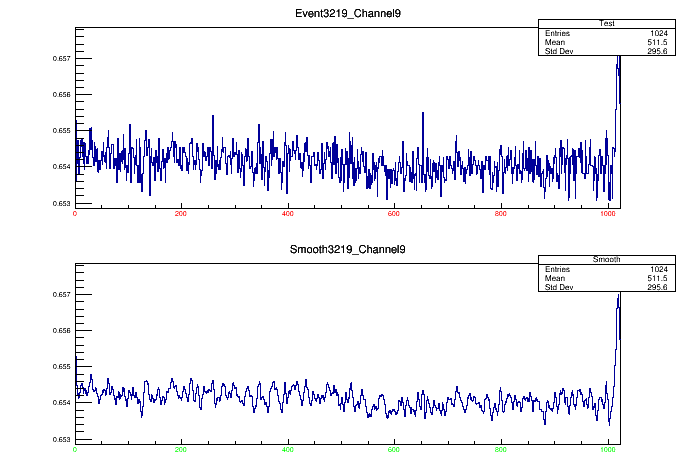 Event3219_Channel9
Test
Entries 1024
Mean 511.5
Std Dev 295.6
0.657
0.656
0.655
0.654
0.653
0 200 400 600 800 1000
Smooth3219_Channel9
Smooth
Entries 1024
Mean 511.5
Std Dev 295.6
0.657
0.656
0.655
0.654
0.653
0 200 400 600 800 1000